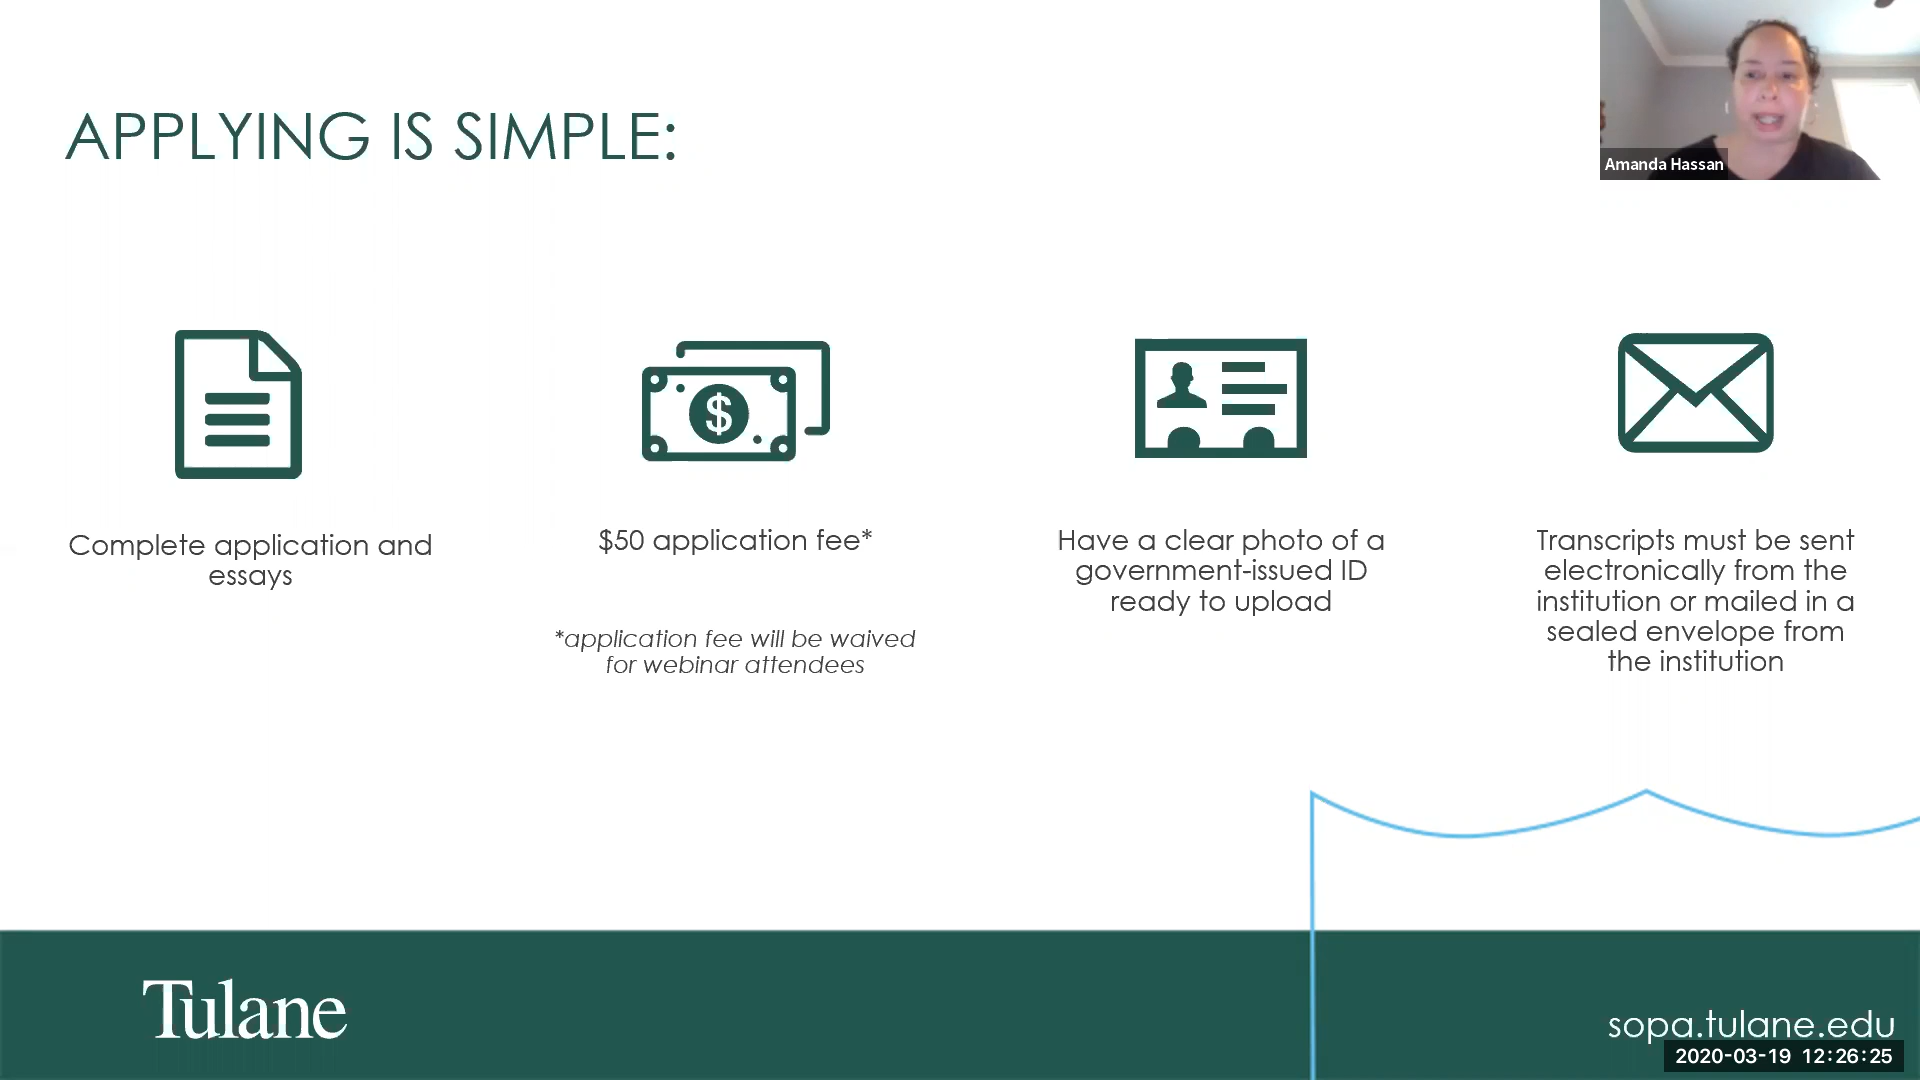 APPLYING IS SIMPLE:
Amanda Hassan
$
Complete application and
essays
$50 application fee*
*application fee will be waived
for webinar attendees
Have a clear photo of a
government-issued ID
ready to upload
Transcripts must be sent
electronically from the
institution or mailed in a
sealed envelope from
the institution
Tulane
sopa.tulane.edu
2020-03-19 12:26:25